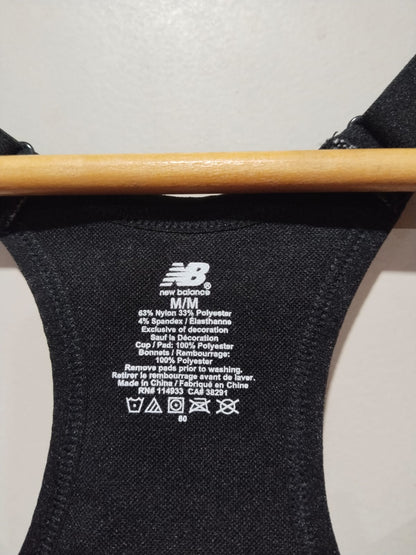 NB
new balance®
M/M
63% Nylon 33% Polyester
4% Spandex / Élasthanne
Exclusive of decoration
Sauf la Décoration
Cup / Pad: 100% Polyester
Bonnets / Rembourrage:
100% Polyester
Remove pads prior to washing.
Retirer le rembourrage avant de laver.
Made in China / Fabriqué en Chine
RN# 114933 CA# 38291
60